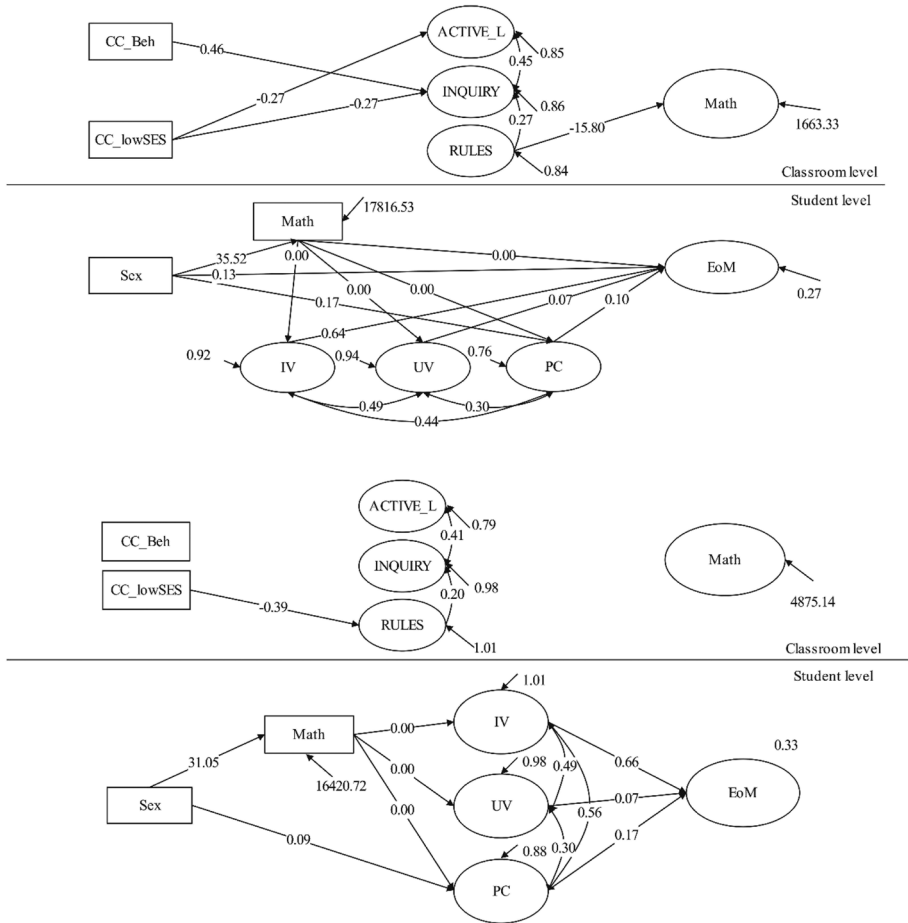 ACTIVE_L
0.85
CC_Beh
0.46
0.45
-0.27
INQUIRY
-0.27
0.86
Math
0.27
1663.33
CC_lowSES
-15.80
RULES
0.84
Classroom level
Student level
17816.53
Math
35.52
0.00
0.00
Sex
0.13
EoM
0.00
0.00
0.07
0.10
0.27
0.17
0.64
0.92
0.94
0.76
IV
UV
PC
0.49
0.30
0.44
ACTIVE_L
0.79
CC_Beh
0.41
INQUIRY
Math
CC_lowSES
0.98
0.20
4875.14
-0.39
RULES
1.01
Classroom level
Student level
1.01
IV
Math
0.00
0.33
31.05
0.66
0.98
0.49
16420.72
0.00
EoM
Sex
UV
0.07
0.00
0.56
0.09
0.88
0.30
0.17
PC